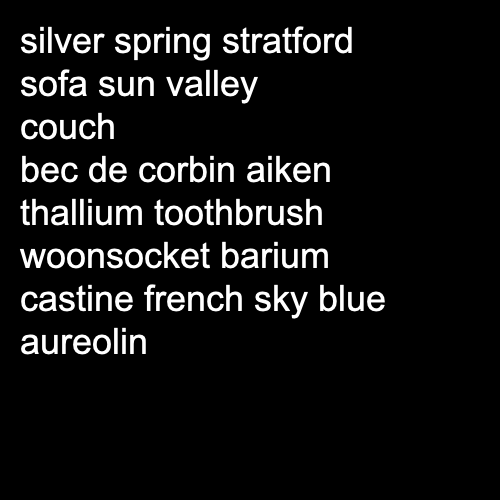 silver spring stratford
sofa sun valley
couch
bec de corbin aiken
thallium toothbrush
woonsocket barium
castine french sky blue
aureolin